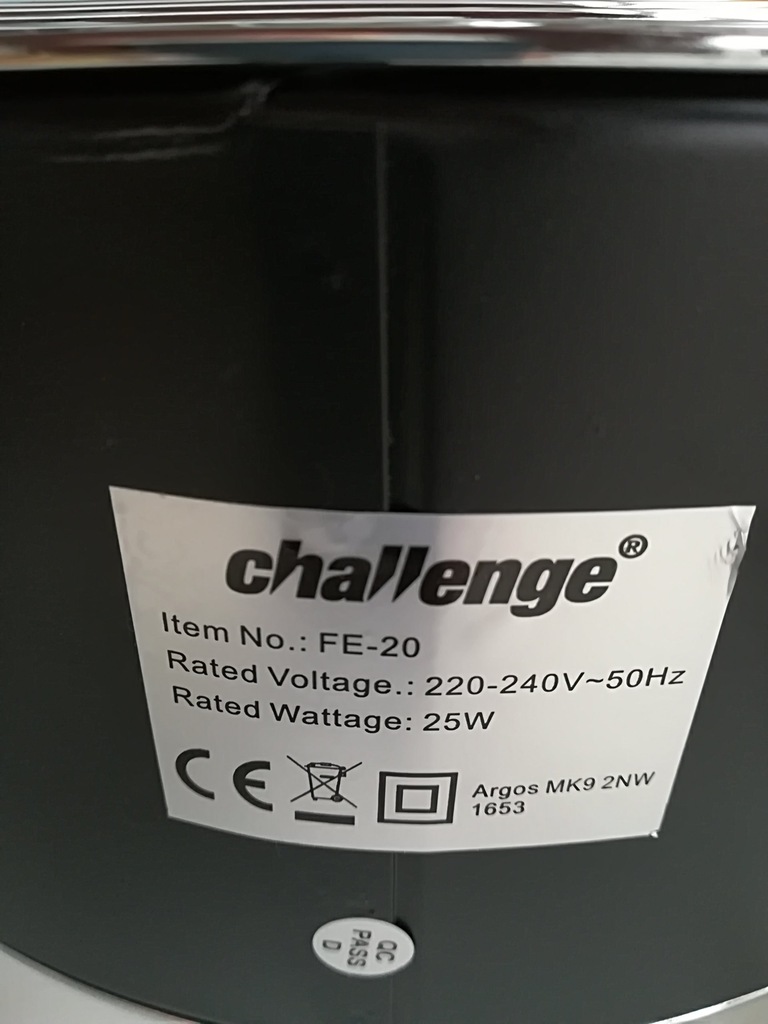 challenge®
Item No.: FE-20
Rated Voltage.: 220-240V~50Hz
Rated Wattage: 25W
CE
Argos MK9 2NW
1653
QC
PASS
D